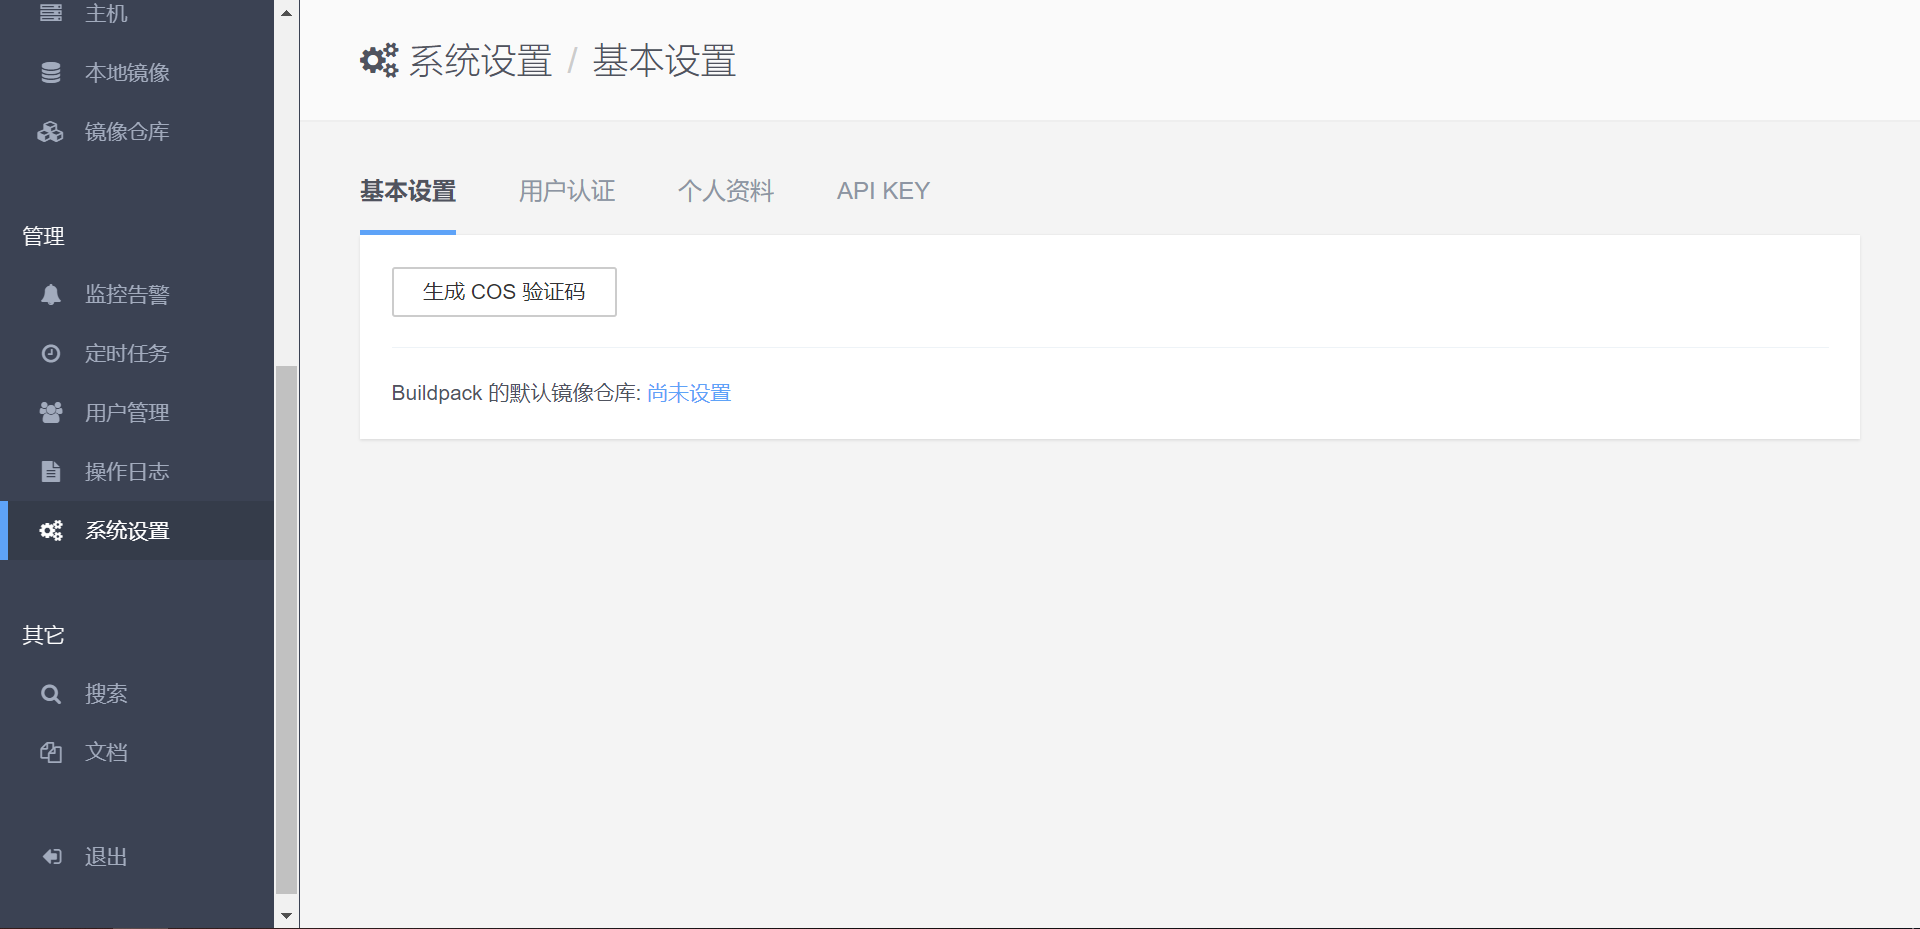 主机
本地镜像
镜像仓库
管理
监控告警
定时任务
用户管理
操作日志
系统设置
其它
搜索
文档
退出
系统设置 / 基本设置
基本设置 用户认证 个人资料 API KEY
生成 COS 验证码
Buildpack 的默认镜像仓库: 尚未设置